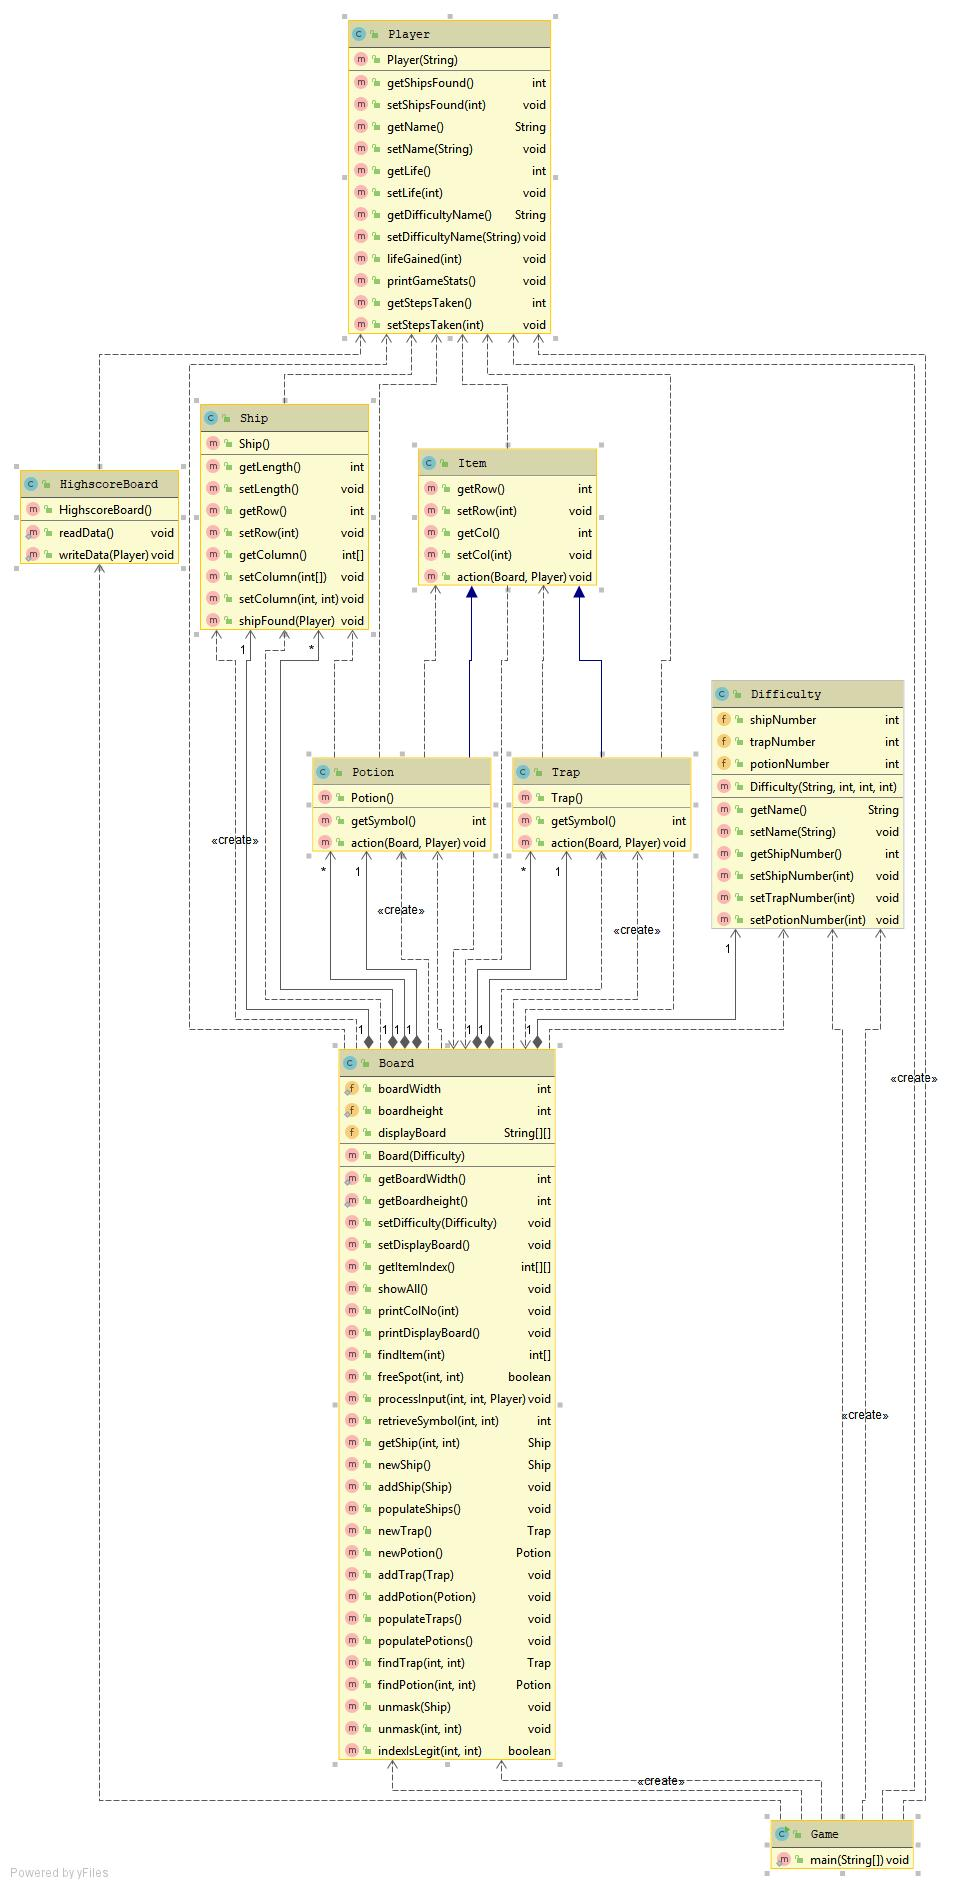 Player
Player(String)
getShipsFound() int
setShipsFound(int) void
getName() String
setName(String) void
getLife() int
setLife(int) void
getDifficultyName() String
setDifficultyName(String) void
lifeGained(int) void
printGameStats() void
getStepsTaken() int
setStepsTaken(int) void
Ship
Ship()
getLength() int
setLength() void
getRow() int
setRow(int) void
getColumn() int[]
setColumn(int[]) void
setColumn(int, int) void
shipFound(Player) void
Item
getRow() int
setRow(int) void
getCol() int
setCol(int) void
action(Board, Player) void
HighscoreBoard
HighscoreBoard()
readData() void
writeData(Player) void
1
*
Difficulty
shipNumber int
trapNumber int
potionNumber int
Difficulty(String, int, int, int)
getName() String
setName(String) void
getShipNumber() int
setShipNumber(int) void
setTrapNumber(int) void
setPotionNumber(int) void
Potion
Potion()
getSymbol() int
action(Board, Player) void
Trap
Trap()
getSymbol() int
action(Board, Player) void
«create»
*
1
*
1
«create»
«create»
1
1
1
1
1
1
1
1
«create»
Board
boardWidth int
boardheight int
displayBoard String[][]
Board(Difficulty)
getBoardWidth() int
getBoardheight() int
setDifficulty(Difficulty) void
setDisplayBoard() void
getItemIndex() int[][]
showAll() void
printColNo(int) void
printDisplayBoard() void
findItem(int) int[]
freeSpot(int, int) boolean
processInput(int, int, Player) void
retrieveSymbol(int, int) int
getShip(int, int) Ship
newShip() Ship
addShip(Ship) void
populateShips() void
newTrap() Trap
newPotion() Potion
addTrap(Trap) void
addPotion(Potion) void
populateTraps() void
populatePotions() void
findTrap(int, int) Trap
findPotion(int, int) Potion
unmask(Ship) void
unmask(int, int) void
indexIsLegit(int, int) boolean
«create»
«create»
Game
main(String[]) void
Powered by yFiles